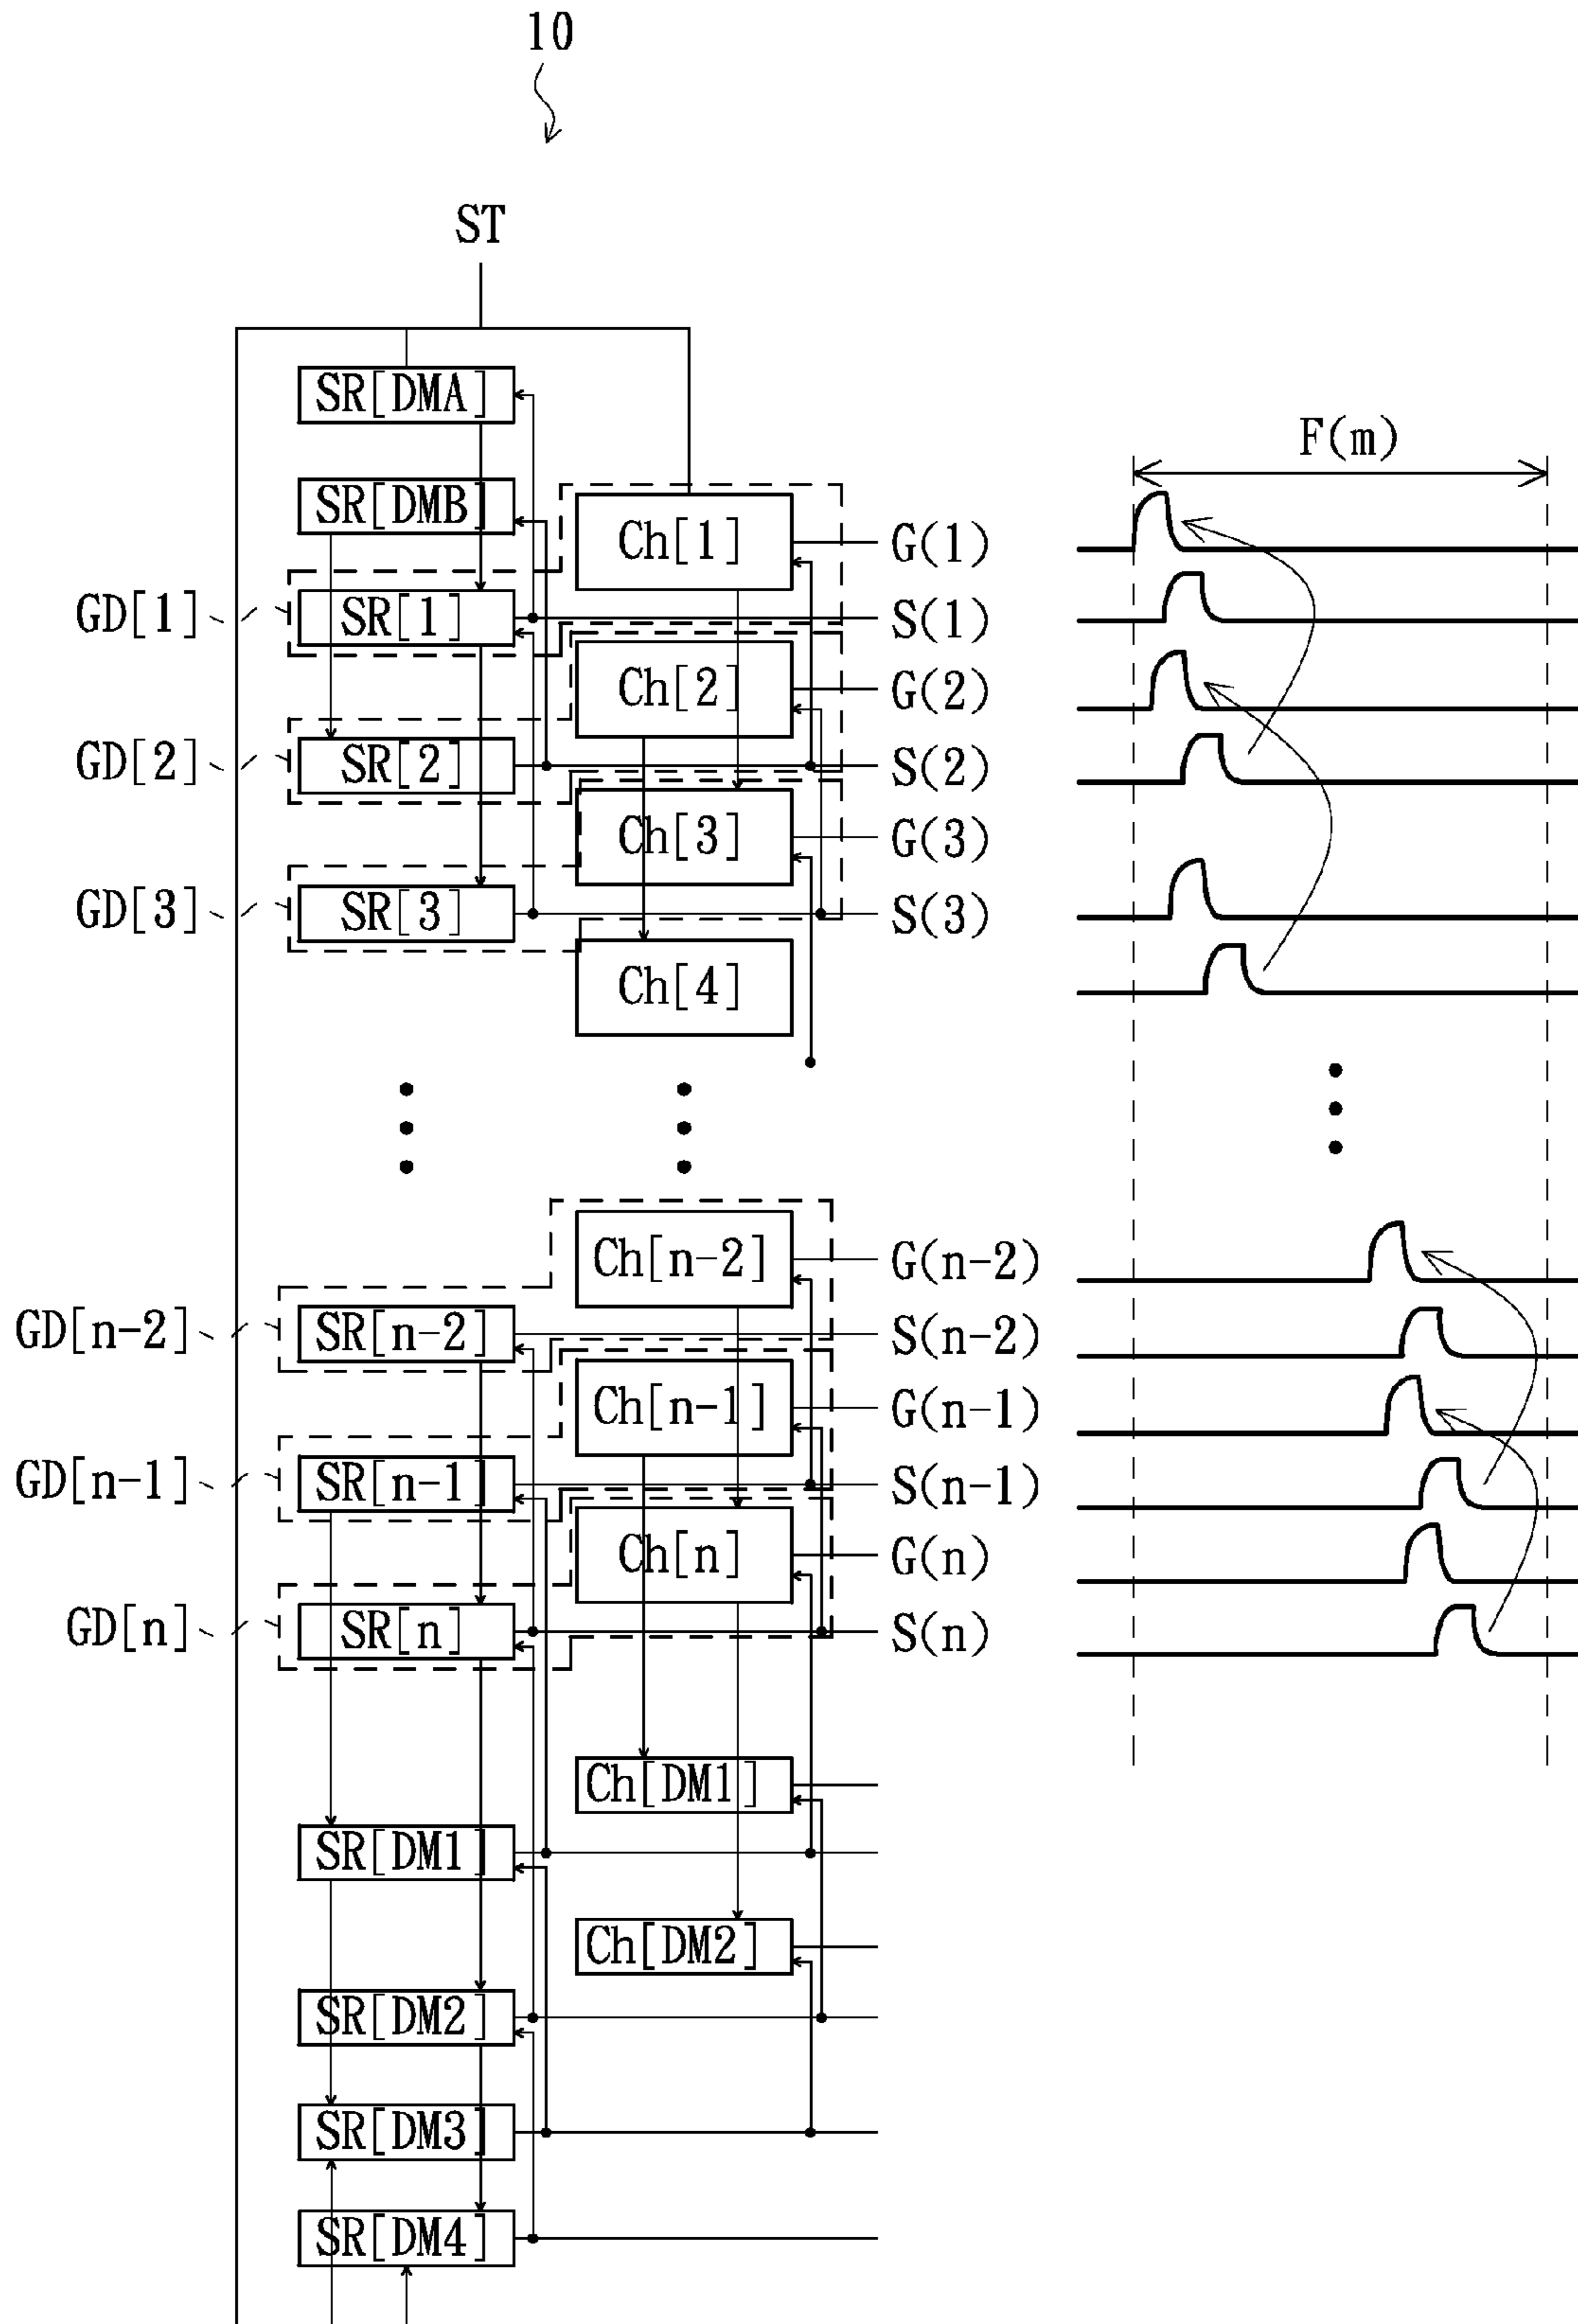 10
ST
SR[DMA]
F(m)
SR[DMB]
Ch[1]
G(1)
GD[1]
SR[1]
S(1)
Ch[2]
G(2)
GD[2]
SR[2]
S(2)
Ch[3]
G(3)
GD[3]
SR[3]
S(3)
Ch[4]
Ch[n-2]
G(n-2)
GD[n-2]
SR[n-2]
S(n-2)
Ch[n-1]
G(n-1)
GD[n-1]
SR[n-1]
S(n-1)
Ch[n]
G(n)
GD[n]
SR[n]
S(n)
Ch[DM1]
SR[DM1]
Ch[DM2]
SR[DM2]
SR[DM3]
SR[DM4]